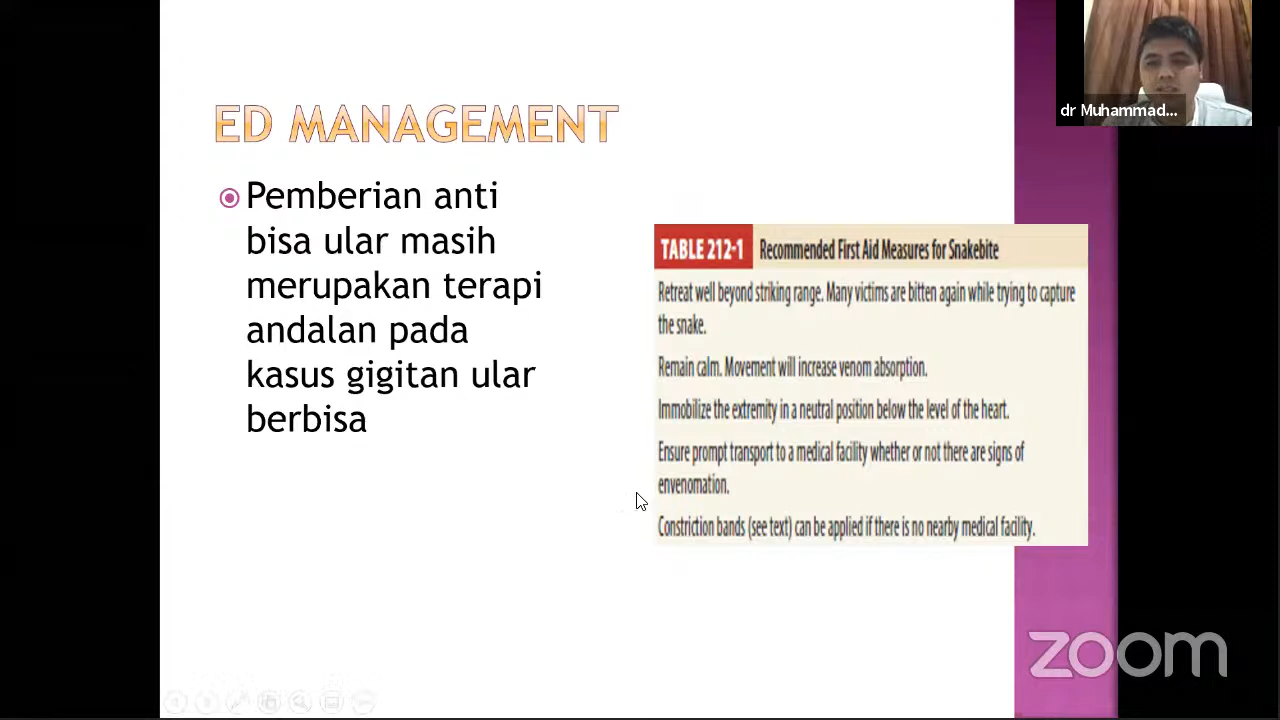 ED MANAGEMENT
Pemberian anti
bisa ular masih
merupakan terapi
andalan pada
kasus gigitan ular
berbisa
TABLE 212-1 Recommended First Aid Measures for Snakebite
Retreat well beyond striking range. Many victims are bitten again while trying to capture
the snake.
Remain calm. Movement will increase venom absorption.
Immobilize the extremity in a neutral position below the level of the heart.
Ensure prompt transport to a medical facility whether or not there are signs of
envenomation.
Constriction bands (see text) can be applied if there is no nearby medical facility.
dr Muhammad...
zoom